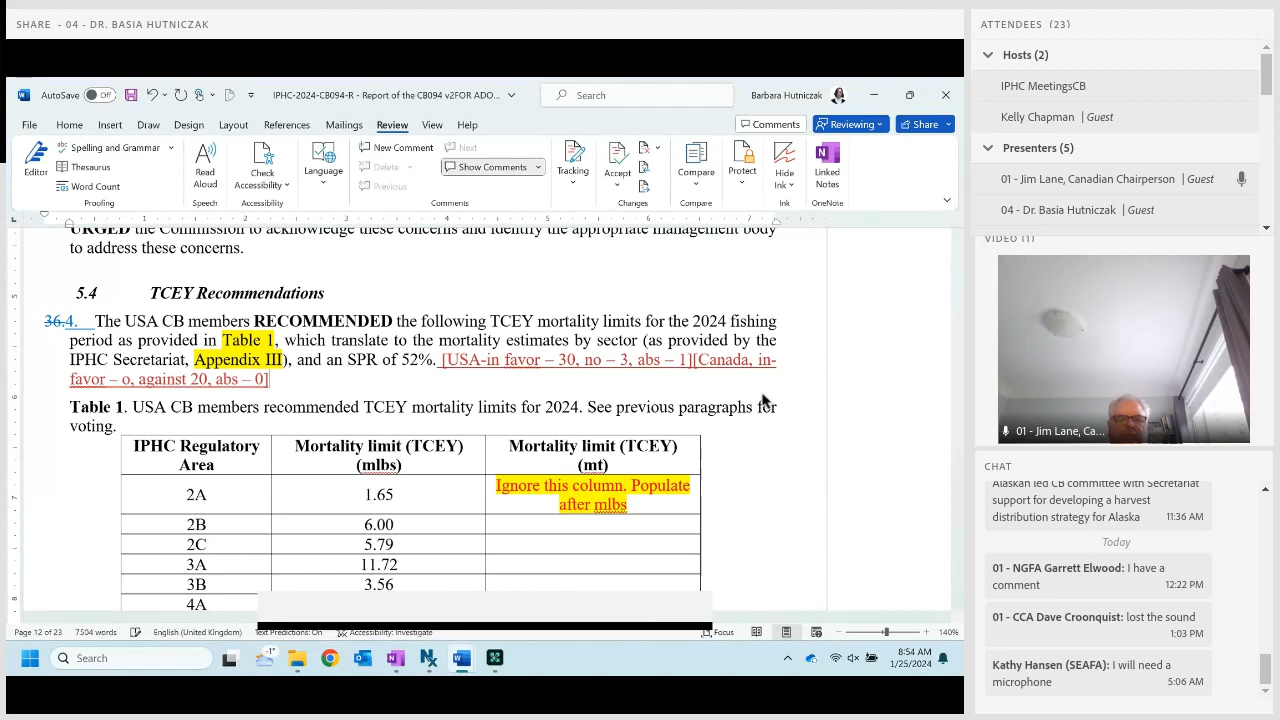 SHARE - 04 - DR. BASIA HUTNICZAK
AutoSave Off
IPHC-2024-CB094-R - Report of the CB094 v2FOR ADO...
Search
Barbara Hutniczak
File Home Insert Draw Design Layout References Mailings Review View Help
Comments Reviewing Share
Editor
Spelling and Grammar
Thesaurus
Word Count
Proofing
Read Aloud
Speech
Check Accessibility
Accessibility
Language
New Comment
Delete
Previous
Next
Show Comments
Comments
Tracking
Accept
Changes
Compare
Compare
Protect
Hide Ink
Ink
Linked Notes
OneNote
1 2 3 4 5 6 7
URGED the Commission to acknowledge these concerns and identify the appropriate management body
to address these concerns.
5.4 TCEY Recommendations
36.4. The USA CB members RECOMMENDED the following TCEY mortality limits for the 2024 fishing
period as provided in Table 1, which translate to the mortality estimates by sector (as provided by the
IPHC Secretariat, Appendix III), and an SPR of 52%. [USA-in favor – 30, no – 3, abs – 1][Canada, in-
favor – o, against 20, abs – 0]
Table 1. USA CB members recommended TCEY mortality limits for 2024. See previous paragraphs for
voting.
IPHC Regulatory Area
Mortality limit (TCEY) (mlbs)
Mortality limit (TCEY) (mt)
2A 1.65 Ignore this column. Populate after mlbs
2B 6.00
2C 5.79
3A 11.72
3B 3.56
4A
Page 12 of 23 7504 words English (United Kingdom) Text Predictions: On Accessibility: Investigate Focus 140%
Search
-1°
8:54 AM
1/25/2024
ATTENDEES (23)
Hosts (2)
IPHC MeetingsCB
Kelly Chapman | Guest
Presenters (5)
01 - Jim Lane, Canadian Chairperson | Guest
04 - Dr. Basia Hutniczak | Guest
VIDEO (1)
01 - Jim Lane, Ca...
CHAT
Alaskan led CB committee with Secretariat
support for developing a harvest
distribution strategy for Alaska 11:36 AM
Today
01 - NGFA Garrett Elwood: I have a
comment 12:22 PM
01 - CCA Dave Croonquist: lost the sound
1:03 PM
Kathy Hansen (SEAFA): I will need
microphone 5:06 AM